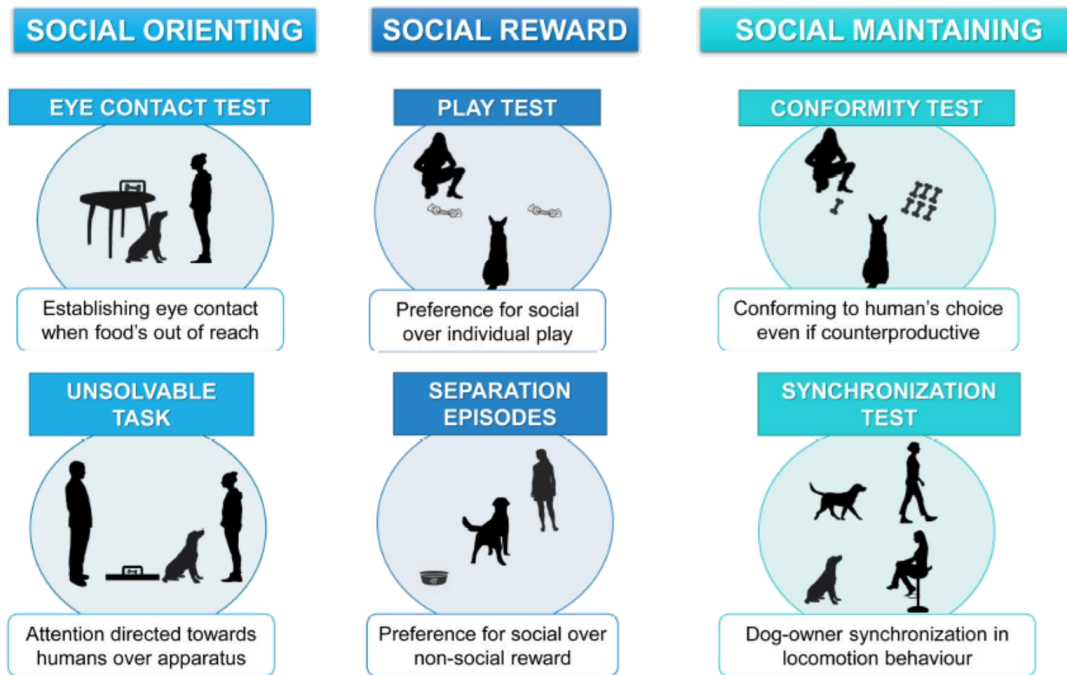 SOCIAL ORIENTING
SOCIAL REWARD
SOCIAL MAINTAINING
EYE CONTACT TEST
PLAY TEST
CONFORMITY TEST
Establishing eye contact
when food's out of reach
Preference for social
over individual play
Conforming to human's choice
even if counterproductive
UNSOLVABLE
TASK
SEPARATION
EPISODES
SYNCHRONIZATION
TEST
Attention directed towards
humans over apparatus
Preference for social over
non-social reward
Dog-owner synchronization in
locomotion behaviour